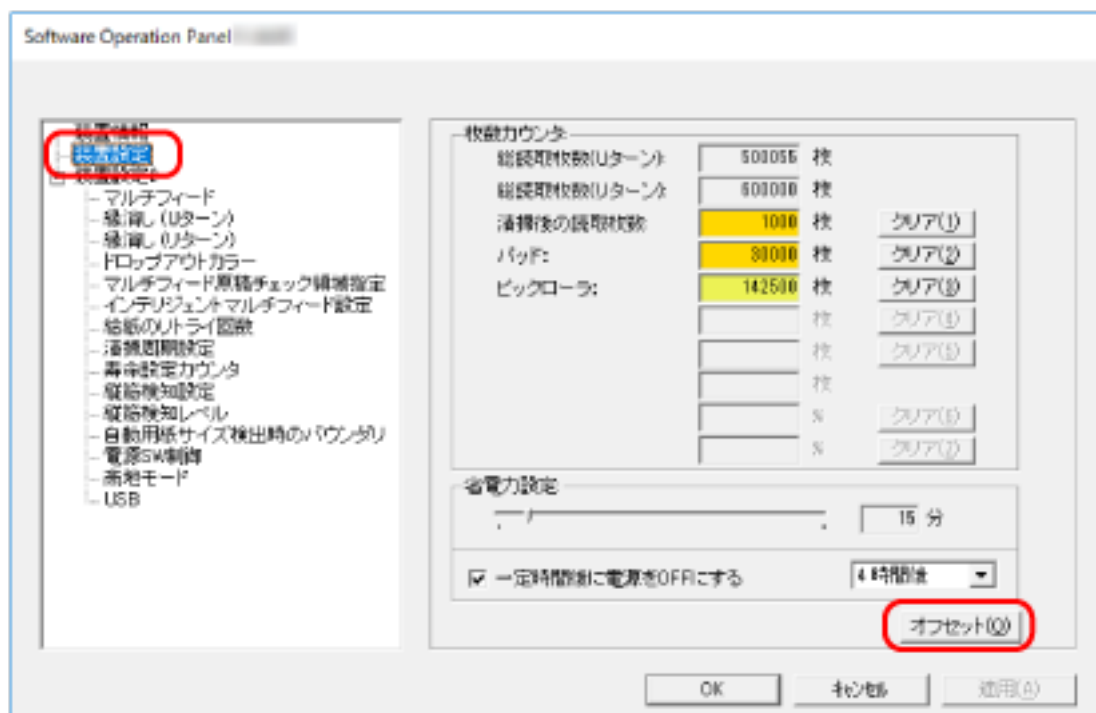 Software Operation Panel
装置情報
装置設定
装置設定2
マルチフィード
縁消し (Uターン)
縁消し (Uターン)
ドロップアウトカラー
マルチフィード原稿チェック領域指定
インテリジェントマルチフィード設定
給紙のリトライ回数
清掃周期設定
寿命設定カウンタ
縦筋検知設定
縦筋検知レベル
自動用紙サイズ検出時のバウンダリ
電源SW制御
高地モード
USB
枚数カウンタ
総読取枚数(Uターン): 500055 枚
総読取枚数(Uターン): 600000 枚
清掃後の読取枚数: 1000 枚 クリア(1)
パッド: 30000 枚 クリア(2)
ピックローラ: 142500 枚 クリア(3)
枚 クリア(4)
枚 クリア(5)
枚
% クリア(6)
% クリア(7)
省電力設定
15 分
一定時間後に電源をOFFにする 4 時間後
オフセット(O)
OK キャンセル 適用(A)